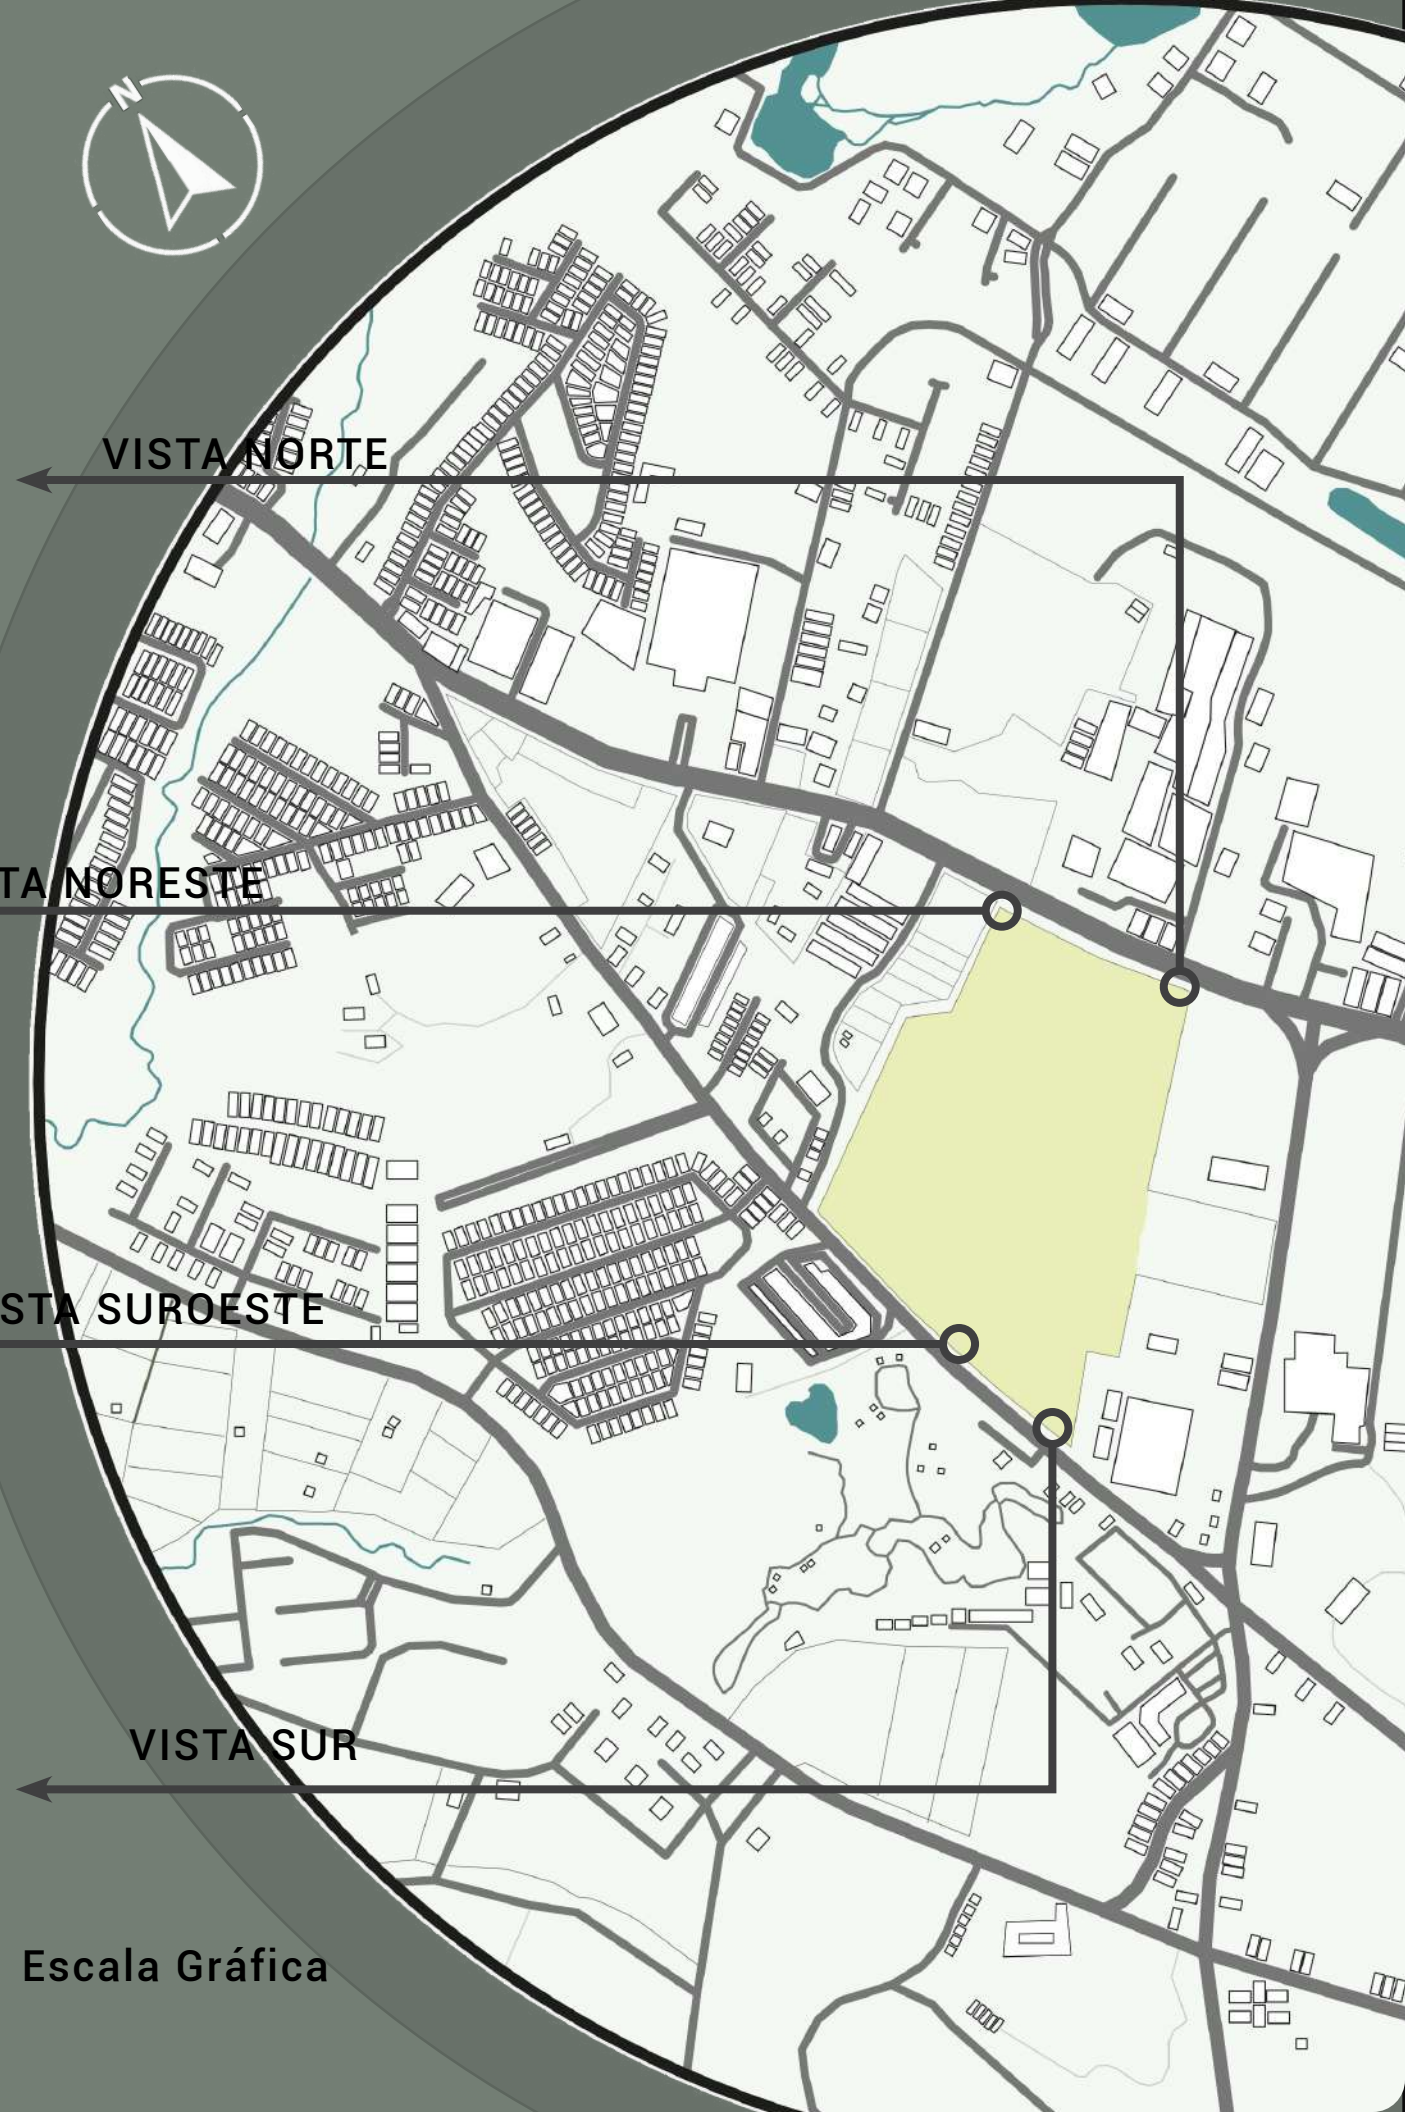 N
VISTA NORTE
TA NORESTE
STA SUROESTE
VISTA SUR
Escala Gráfica